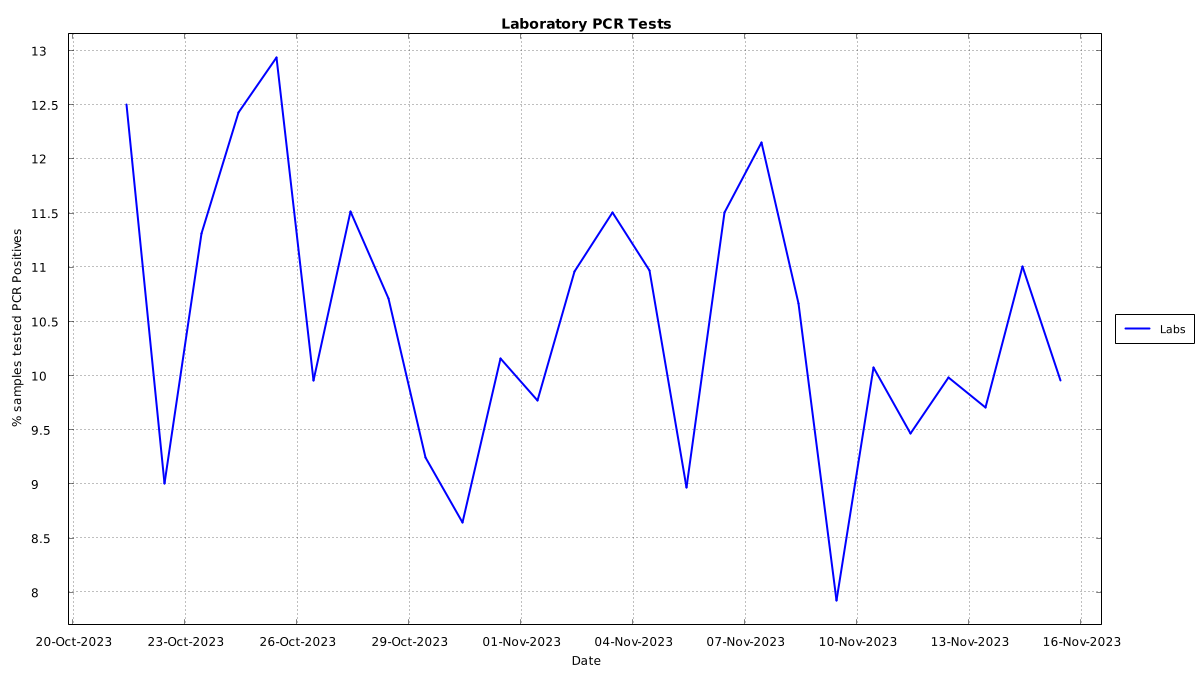 Laboratory PCR Tests
13
12.5
12
11.5
11
10.5
10
9.5
9
8.5
8
% samples tested PCR Positives
20-Oct-2023 23-Oct-2023 26-Oct-2023 29-Oct-2023 01-Nov-2023 04-Nov-2023 07-Nov-2023 10-Nov-2023 13-Nov-2023 16-Nov-2023
Date
Labs